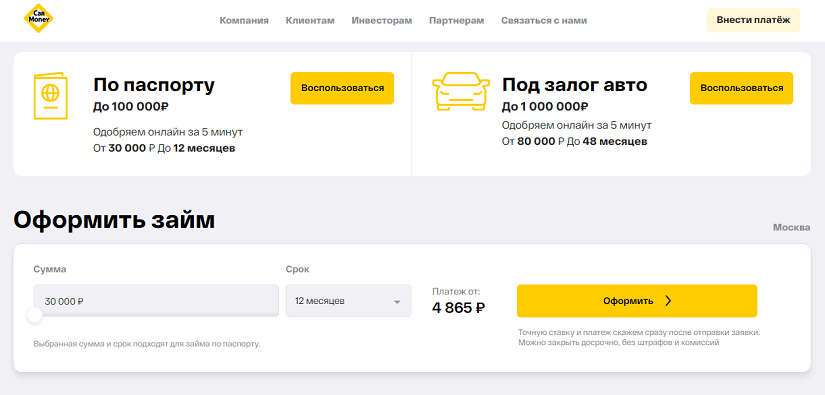 Car
Money
Компания Клиентам Инвесторам Партнерам Связаться с нами
Внести платёж
По паспорту
До 100 000₽
Одобряем онлайн за 5 минут
От 30 000 ₽ До 12 месяцев
Воспользоваться
Под залог авто
До 1 000 000₽
Одобряем онлайн за 5 минут
От 80 000 ₽ До 48 месяцев
Воспользоваться
Оформить займ
Москва
Сумма
30 000 ₽
Срок
12 месяцев
Платеж от:
4 865 ₽
Оформить
Выбранная сумма и срок подходят для займа по паспорту.
Точную ставку и платеж скажем сразу после отправки заявки.
Можно закрыть досрочно, без штрафов и комиссий